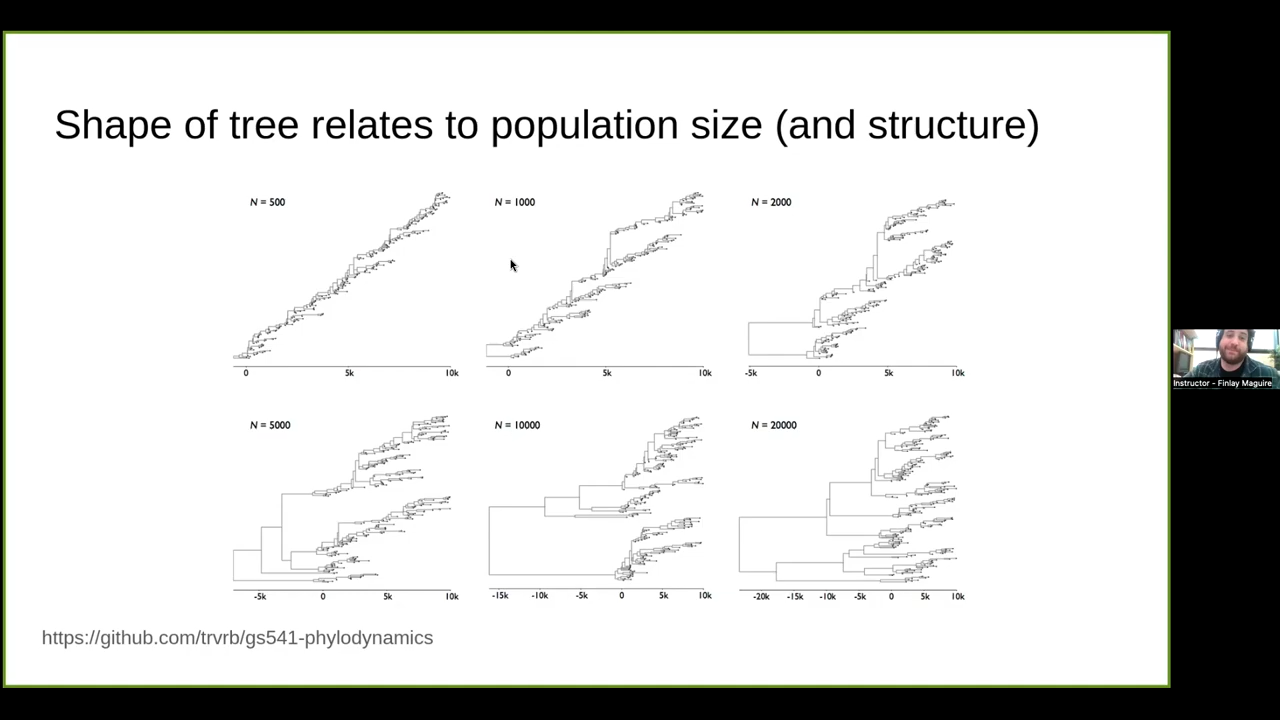 Shape of tree relates to population size (and structure)
N = 500
N = 1000
N = 2000
0 5k 10k
0 5k 10k
-5k 0 5k 10k
N = 5000
N = 10000
N = 20000
-5k 0 5k 10k
-15k -10k -5k 0 5k 10k
-20k -15k -10k -5k 0 5k 10k
https://github.com/trvrb/gs541-phylodynamics
Instructor - Finlay Maguire